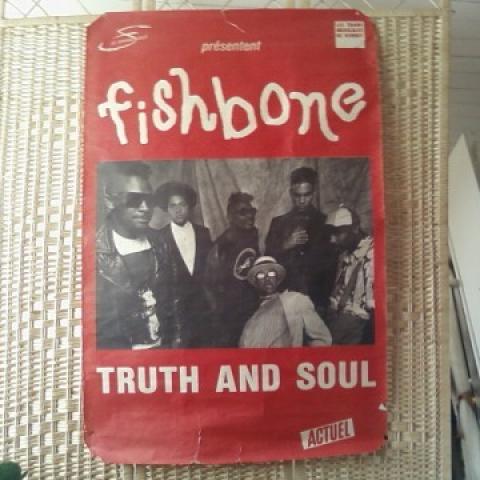 présentent
fishbone
TRUTH AND SOUL
ACTUEL